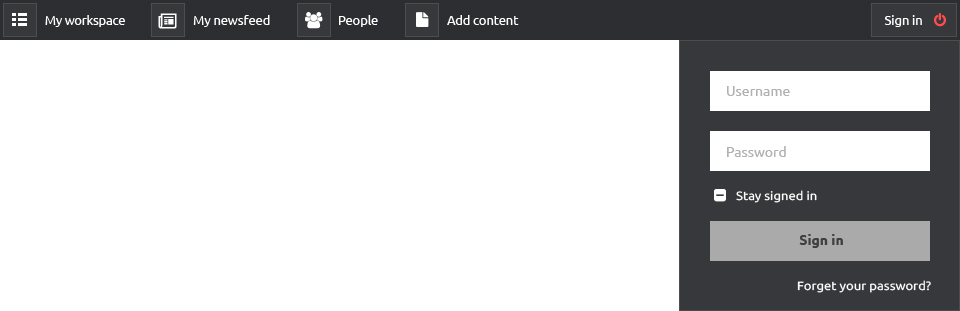 My workspace My newsfeed People Add content Sign in
Username
Password
Stay signed in
Sign in
Forget your password?